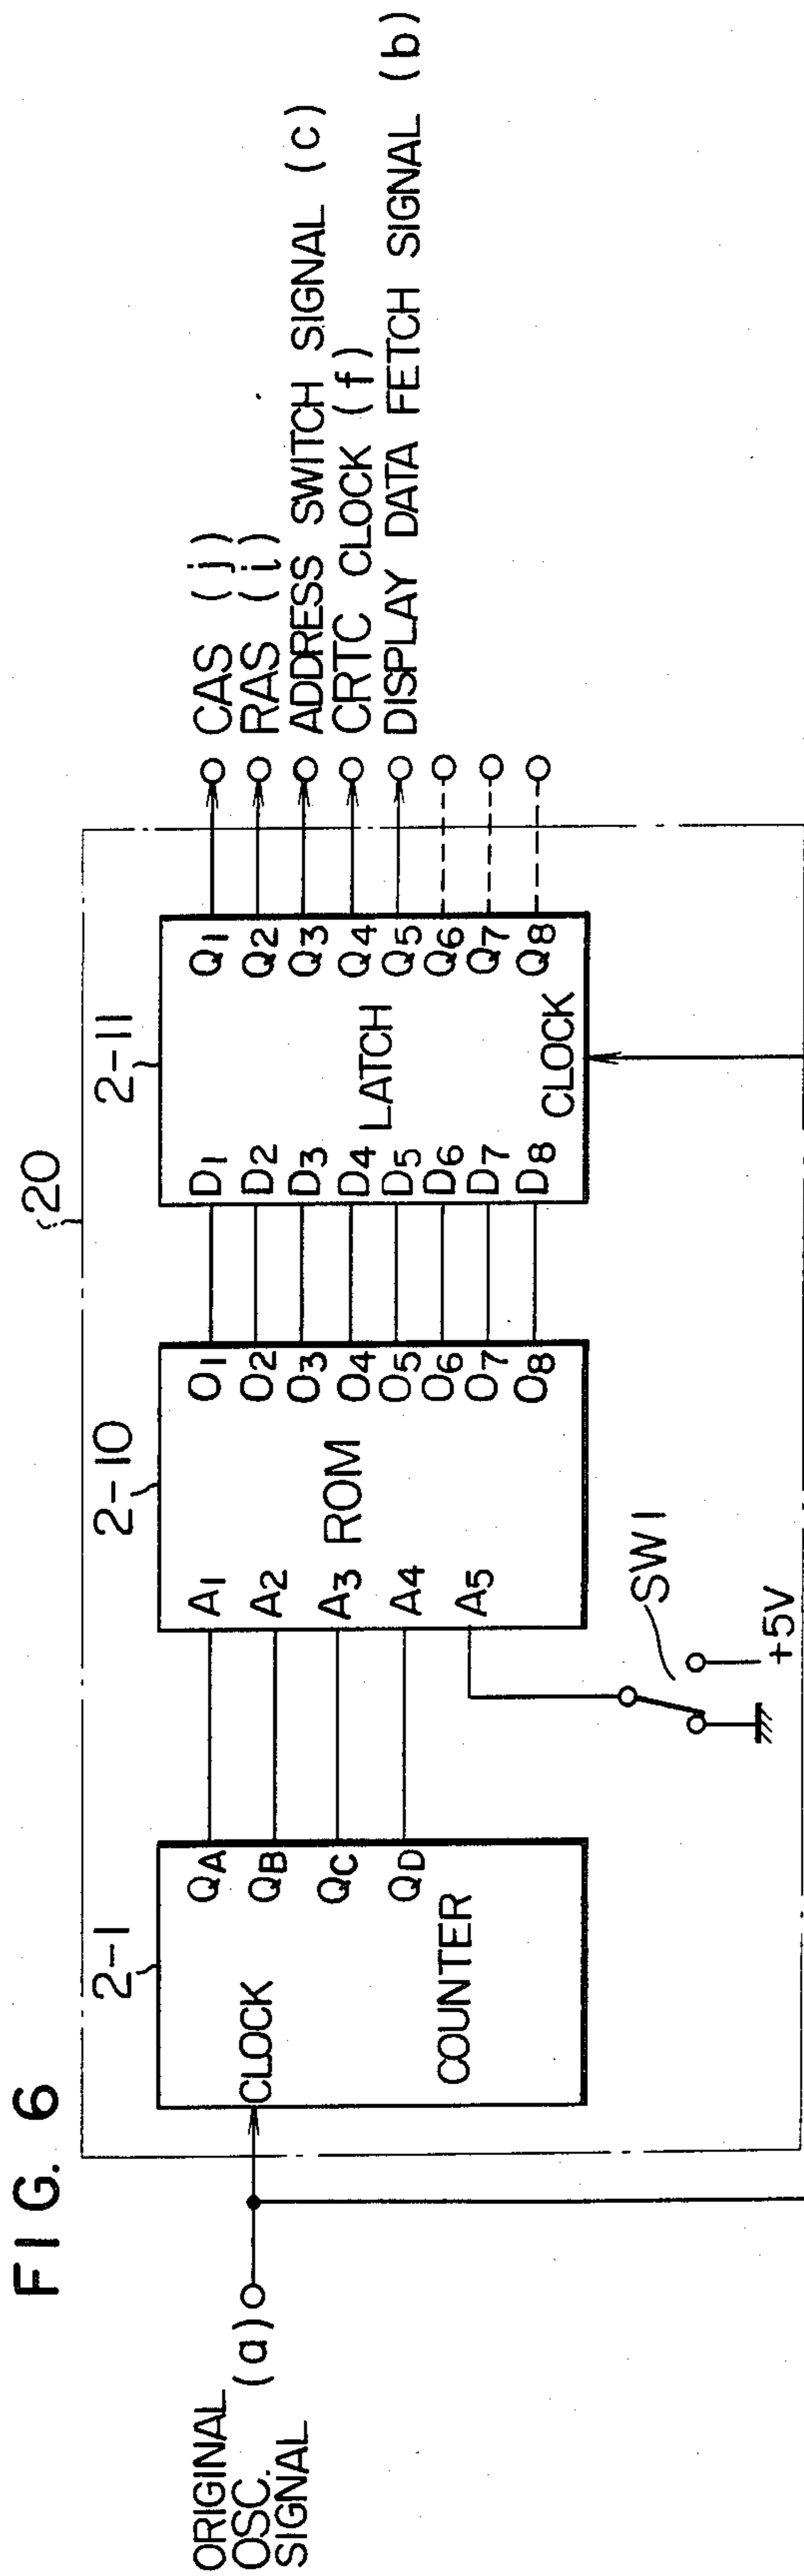 FIG. 6
20
ORIGINAL
OSC.
SIGNAL
(a)
2-1
CLOCK
COUNTER
QA
QB
QC
QD
2-10
A1
A2
A3
A4
A5
ROM
O1
O2
O3
O4
O5
O6
O7
O8
SW1
+5V
2-11
D1
D2
D3
D4
D5
D6
D7
D8
LATCH
CLOCK
Q1
Q2
Q3
Q4
Q5
Q6
Q7
Q8
CAS (j)
RAS (i)
ADDRESS SWITCH SIGNAL (c)
CRTC CLOCK (f)
DISPLAY DATA FETCH SIGNAL (b)